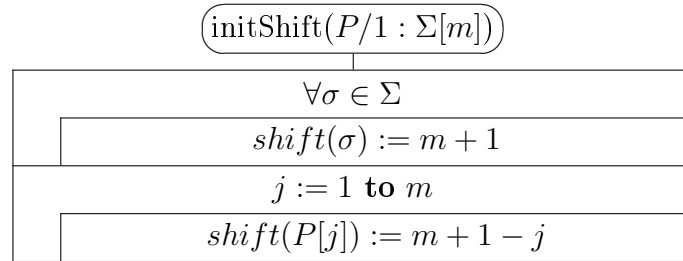 initShift(P/1 : Σ[m])
∀σ ∈ Σ
shift(σ) := m + 1
j := 1 to m
shift(P[j]) := m + 1 − j